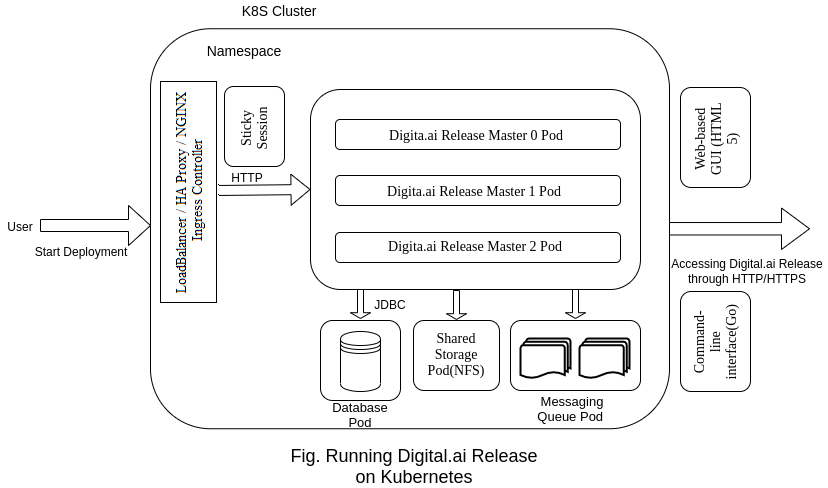 K8S Cluster
Namespace
LoadBalancer / HA Proxy / NGINX
Ingress Controller
Sticky
Session
HTTP
User
Start Deployment
Digita.ai Release Master 0 Pod
Digita.ai Release Master 1 Pod
Digita.ai Release Master 2 Pod
JDBC
Database
Pod
Shared
Storage
Pod(NFS)
Messaging
Queue Pod
Web-based
GUI (HTML
5)
Accessing Digital.ai Release
through HTTP/HTTPS
Command-
line
interface(Go)
Fig. Running Digital.ai Release
on Kubernetes